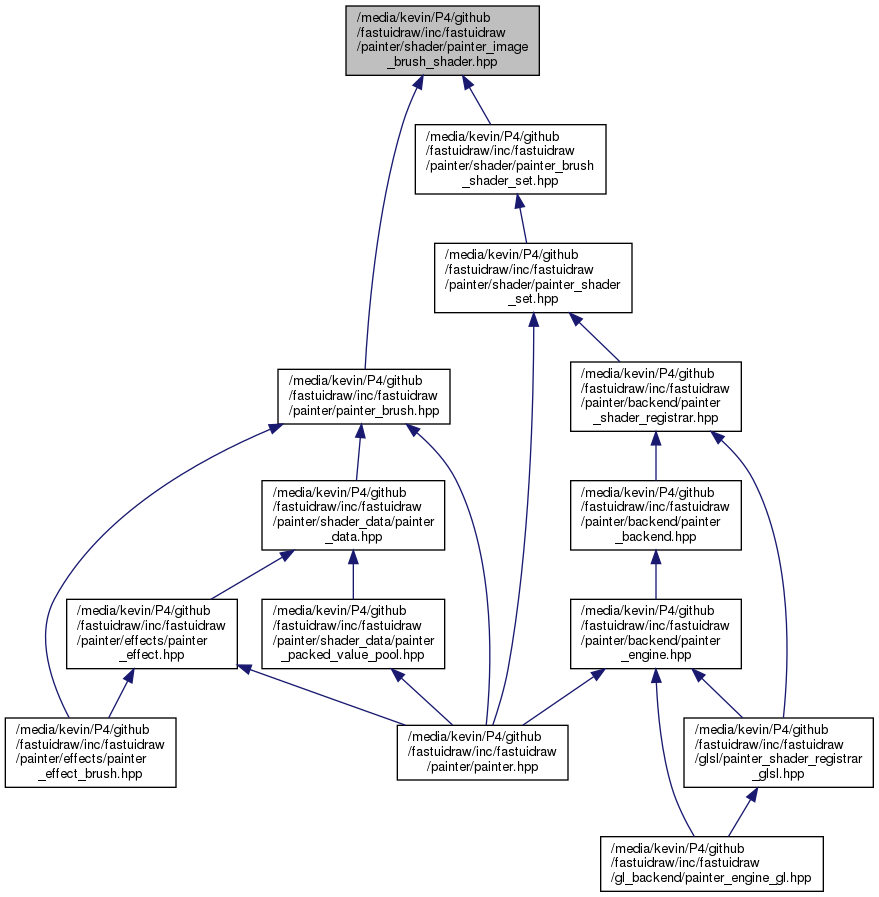 /media/kevin/P4/github
/fastuidraw/inc/fastuidraw
/painter/shader/painter_image
_brush_shader.hpp
/media/kevin/P4/github
/fastuidraw/inc/fastuidraw
/painter/shader/painter_brush
_shader_set.hpp
/media/kevin/P4/github
/fastuidraw/inc/fastuidraw
/painter/shader/painter_shader
_set.hpp
/media/kevin/P4/github
/fastuidraw/inc/fastuidraw
/painter/painter_brush.hpp
/media/kevin/P4/github
/fastuidraw/inc/fastuidraw
/painter/backend/painter
_shader_registrar.hpp
/media/kevin/P4/github
/fastuidraw/inc/fastuidraw
/painter/shader_data/painter
_data.hpp
/media/kevin/P4/github
/fastuidraw/inc/fastuidraw
/painter/backend/painter
_backend.hpp
/media/kevin/P4/github
/fastuidraw/inc/fastuidraw
/painter/effects/painter
_effect.hpp
/media/kevin/P4/github
/fastuidraw/inc/fastuidraw
/painter/shader_data/painter
_packed_value_pool.hpp
/media/kevin/P4/github
/fastuidraw/inc/fastuidraw
/painter/backend/painter
_engine.hpp
/media/kevin/P4/github
/fastuidraw/inc/fastuidraw
/painter/effects/painter
_effect_brush.hpp
/media/kevin/P4/github
/fastuidraw/inc/fastuidraw
/painter/painter.hpp
/media/kevin/P4/github
/fastuidraw/inc/fastuidraw
/glsl/painter_shader_registrar
_glsl.hpp
/media/kevin/P4/github
/fastuidraw/inc/fastuidraw
/gl_backend/painter_engine_gl.hpp